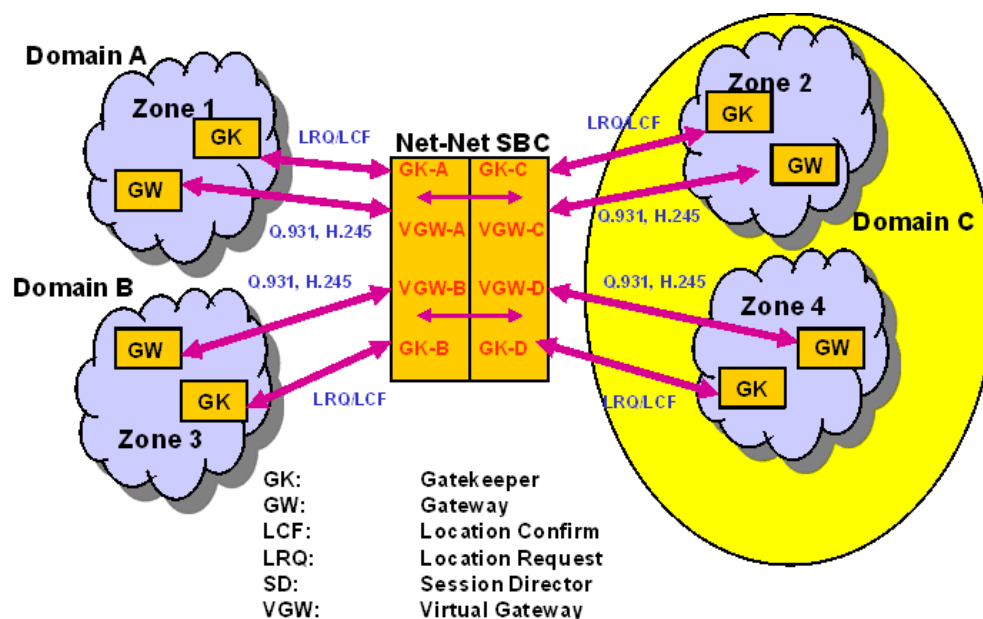 Domain A
Zone 1
GK
GW
LRQ/LCF
Q.931, H.245
Net-Net SBC
GK-A
GK-C
VGW-A
VGW-C
VGW-B
VGW-D
GK-B
GK-D
LRQ/LCF
Zone 2
GK
GW
Q.931, H.245
Domain C
Domain B
GW
GK
Zone 3
Q.931, H.245
LRQ/LCF
Q.931, H.245
Zone 4
GW
GK
LRQ/LCF
GK: Gatekeeper
GW: Gateway
LCF: Location Confirm
LRQ: Location Request
SD: Session Director
VGW: Virtual Gateway